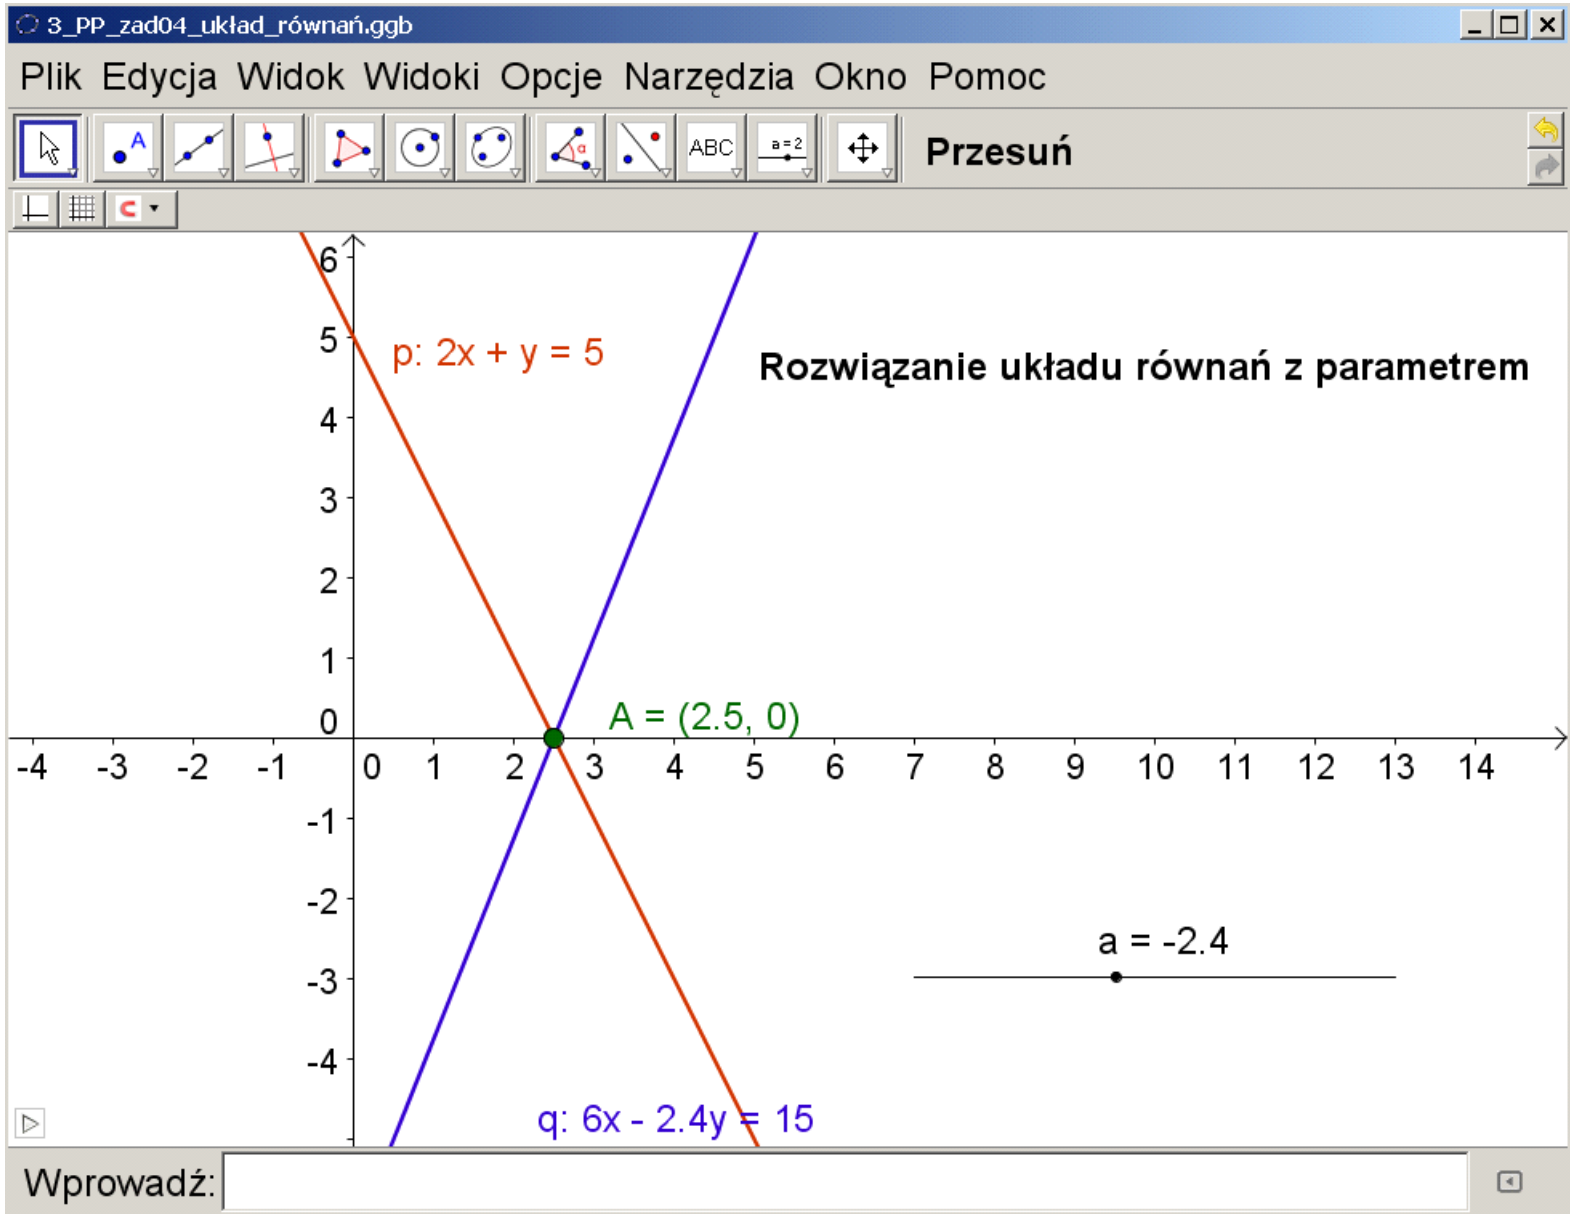 3_PP_zad04_układ_równań.ggb
Plik Edycja Widok Widoki Opcje Narzędzia Okno Pomoc
A
α
ABC
a=2
Przesuń
6
5
p: 2x + y = 5
Rozwiązanie układu równań z parametrem
4
3
2
1
0
A = (2.5, 0)
-4 -3 -2 -1 0 1 2 3 4 5 6 7 8 9 10 11 12 13 14
-1
-2
a = -2.4
-3
-4
q: 6x - 2.4y = 15
Wprowadź: